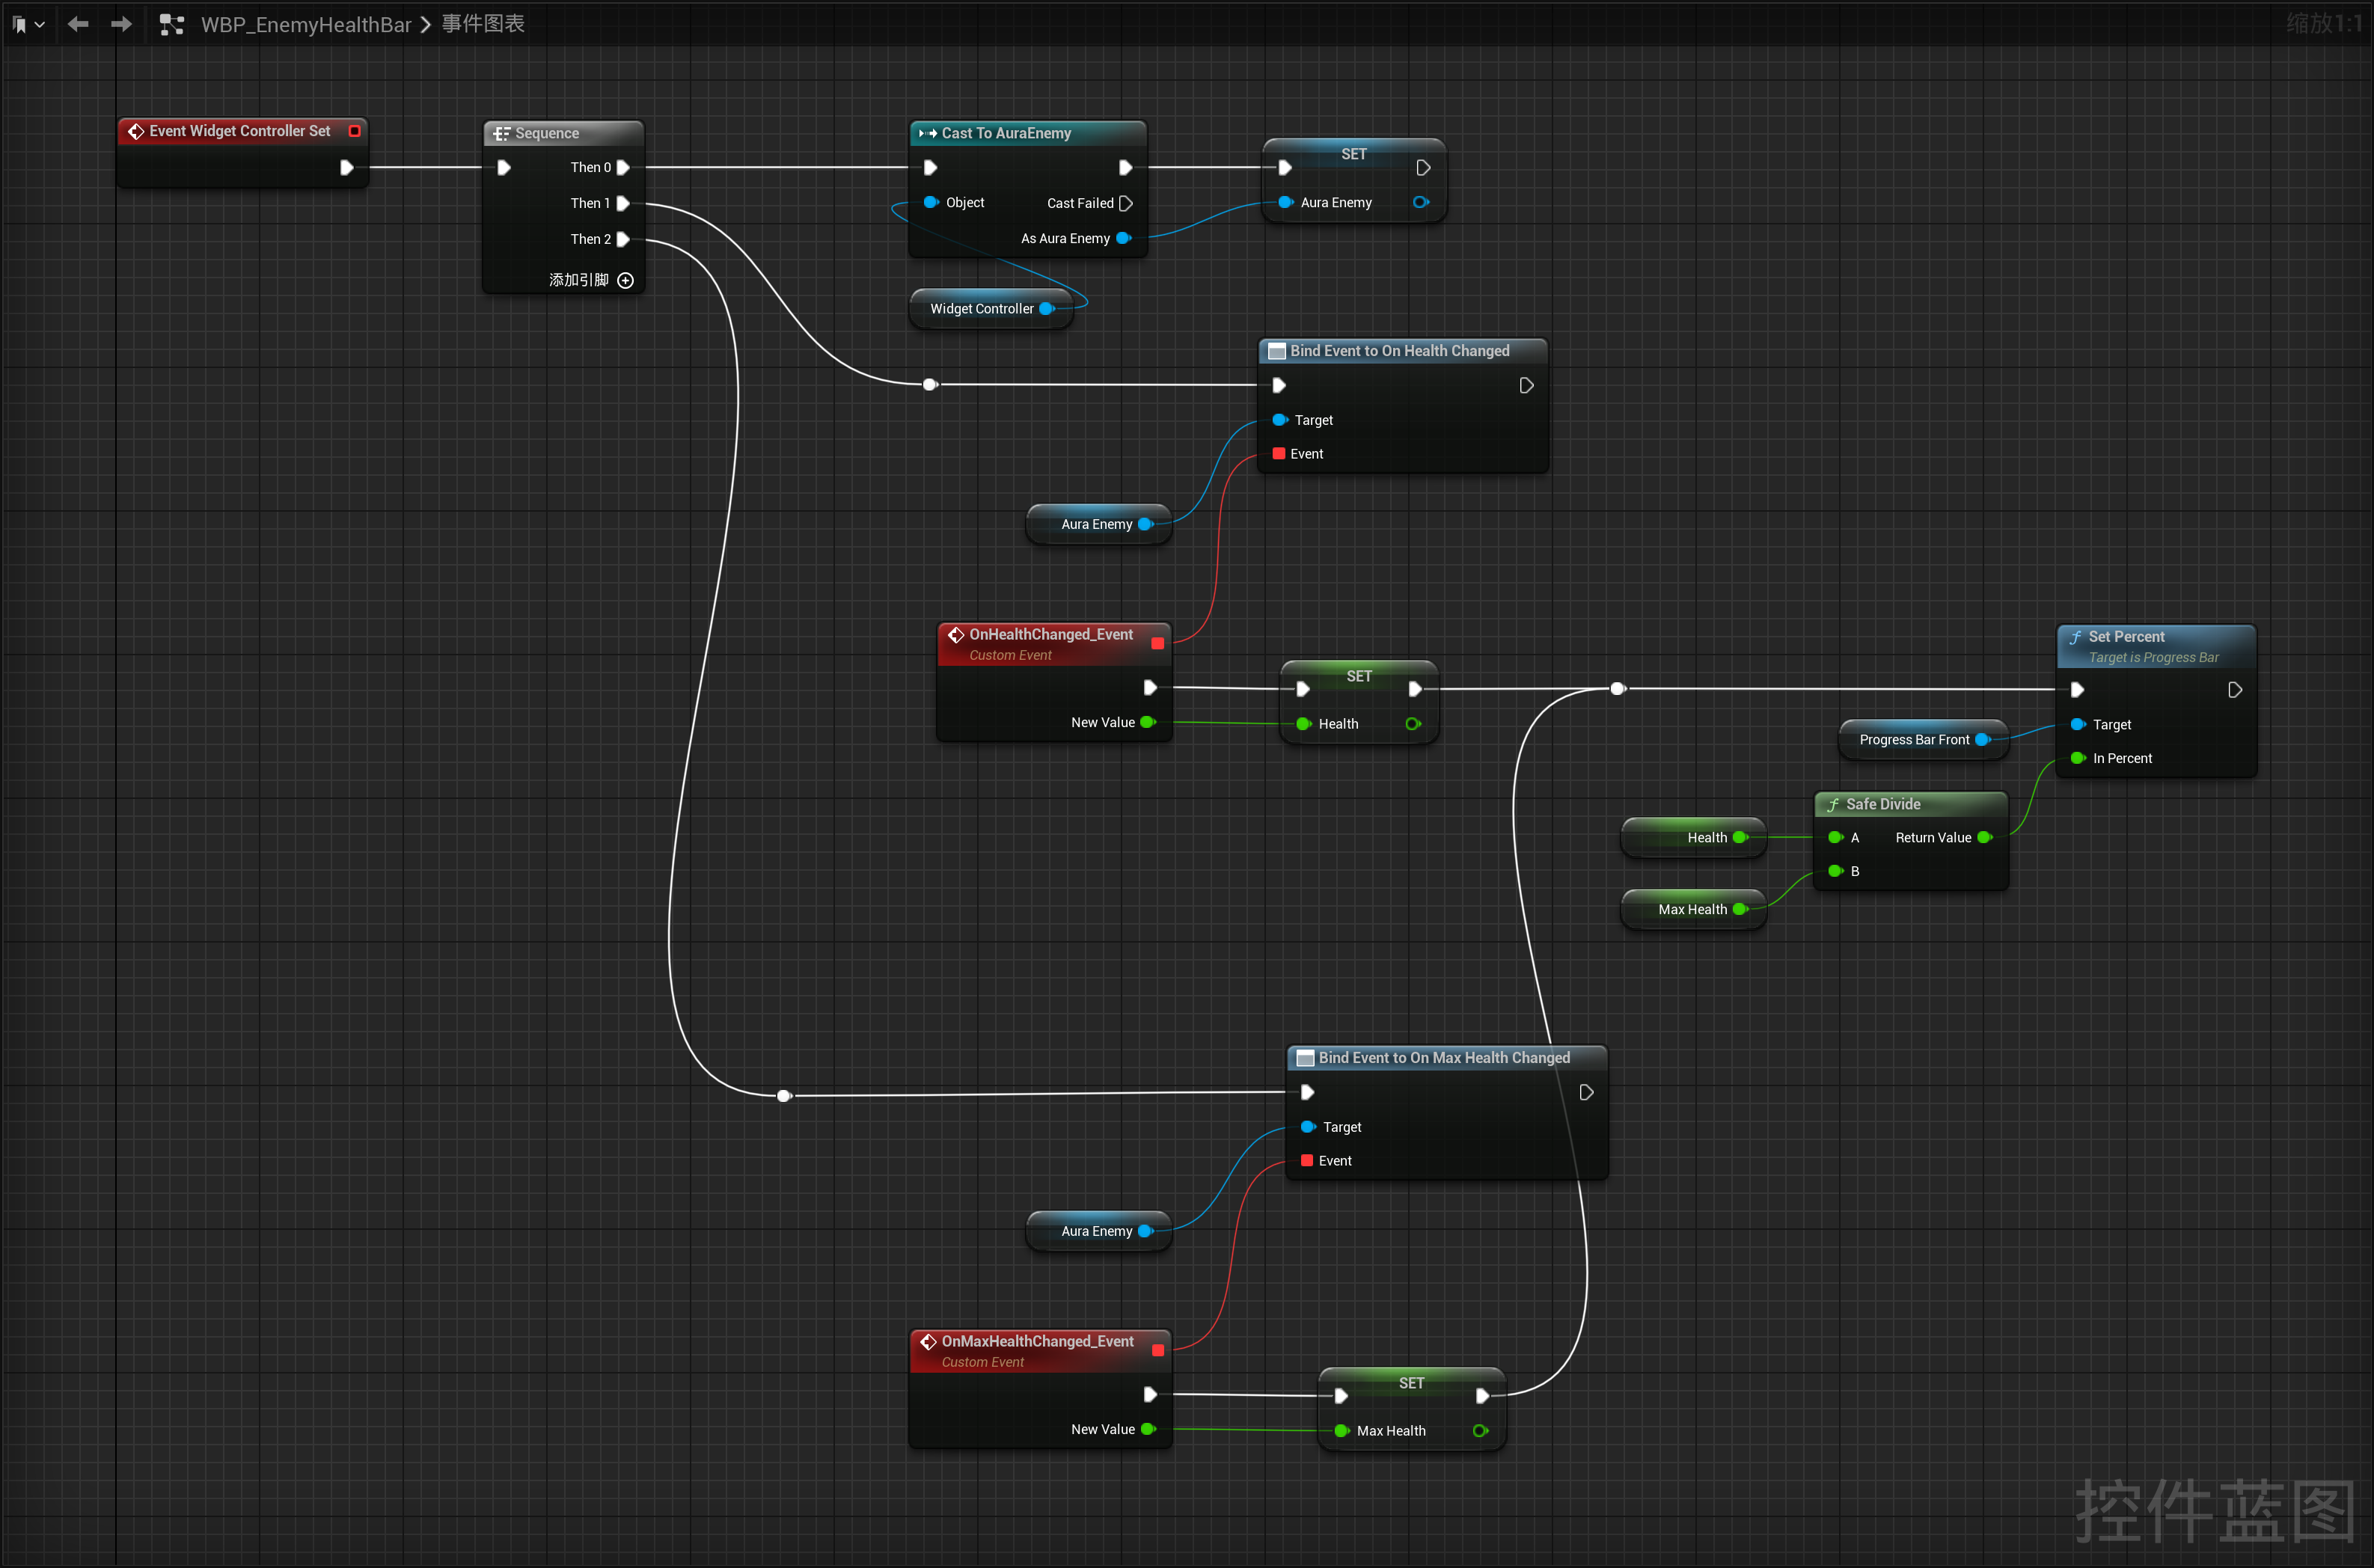 WBP_EnemyHealthBar > 事件图表
缩放1:1
Event Widget Controller Set
Sequence
Then 0
Then 1
Then 2
添加引脚
Cast To AuraEnemy
Object
Cast Failed
As Aura Enemy
SET
Aura Enemy
Widget Controller
Bind Event to On Health Changed
Target
Event
Aura Enemy
OnHealthChanged_Event
Custom Event
New Value
SET
Health
Set Percent
Target is Progress Bar
Target
In Percent
Progress Bar Front
Safe Divide
A
Return Value
B
Health
Max Health
Bind Event to On Max Health Changed
Target
Event
Aura Enemy
OnMaxHealthChanged_Event
Custom Event
New Value
SET
Max Health
控件蓝图